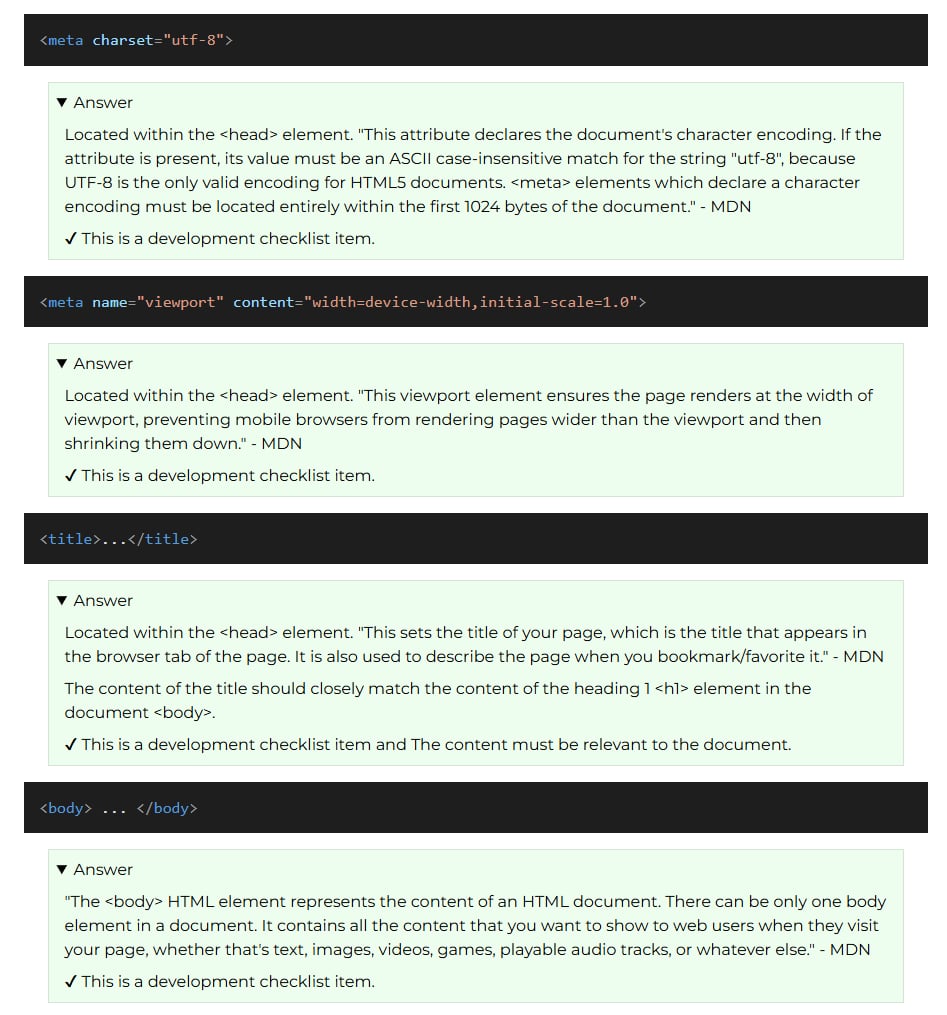 <meta charset="utf-8">
▼ Answer
Located within the <head> element. "This attribute declares the document's character encoding. If the
attribute is present, its value must be an ASCII case-insensitive match for the string "utf-8", because
UTF-8 is the only valid encoding for HTML5 documents. <meta> elements which declare a character
encoding must be located entirely within the first 1024 bytes of the document." - MDN
✓ This is a development checklist item.
<meta name="viewport" content="width=device-width,initial-scale=1.0">
▼ Answer
Located within the <head> element. "This viewport element ensures the page renders at the width of
viewport, preventing mobile browsers from rendering pages wider than the viewport and then
shrinking them down." - MDN
✓ This is a development checklist item.
<title>...</title>
▼ Answer
Located within the <head> element. "This sets the title of your page, which is the title that appears in
the browser tab of the page. It is also used to describe the page when you bookmark/favorite it." - MDN
The content of the title should closely match the content of the heading 1 <h1> element in the
document <body>.
✓ This is a development checklist item and The content must be relevant to the document.
<body> ... </body>
▼ Answer
"The <body> HTML element represents the content of an HTML document. There can be only one body
element in a document. It contains all the content that you want to show to web users when they visit
your page, whether that's text, images, videos, games, playable audio tracks, or whatever else." - MDN
✓ This is a development checklist item.